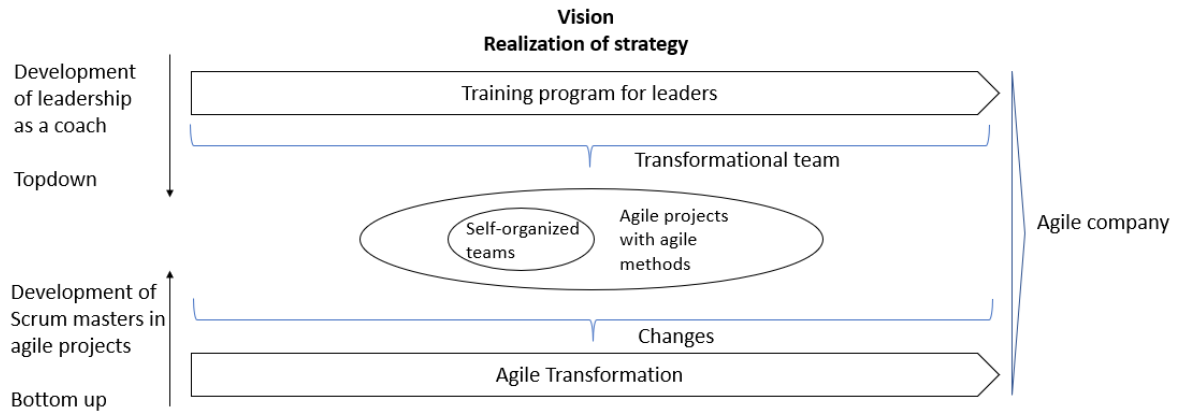 Vision
Realization of strategy
Development
of leadership
as a coach
Topdown
Training program for leaders
Transformational team
Self-organized
teams
Agile projects
with agile
methods
Agile company
Development of
Scrum masters in
agile projects
Bottom up
Changes
Agile Transformation